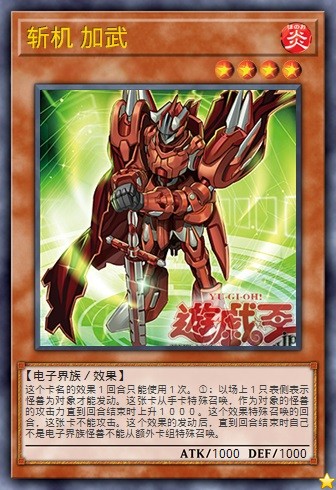 斩机 加武
炎
YU-GI-OH!
遊戯王
【电子界族／效果】
这个卡名的效果1回合只能使用1次。①：以场上1只表侧表示
怪兽为对象才能发动。这张卡从手卡特殊召唤，作为对象的怪兽
的攻击力直到回合结束时上升1000。这个效果特殊召唤的回
合，这张卡不能攻击。这个效果的发动后，直到回合结束时自己
不是电子界族怪兽不能从额外卡组特殊召唤。
ATK/1000 DEF/1000